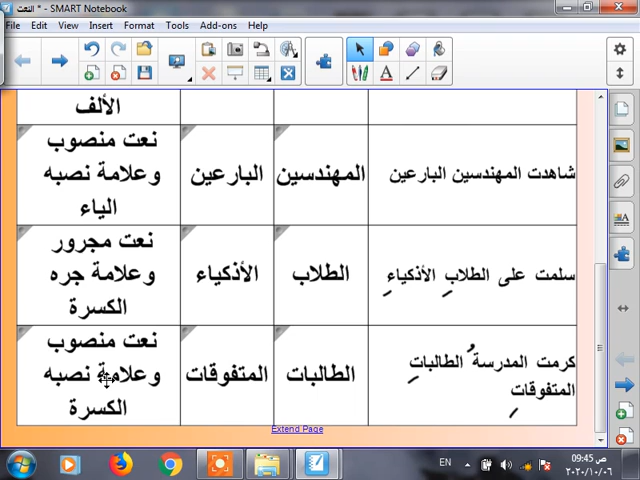 النعت * - SMART Notebook
File Edit View Insert Format Tools Add-ons Help
الألف
شاهدت المهندسين البارعين
المهندسين
البارعين
نعت منصوب
وعلامة نصبه
الياء
سلمت على الطلابِ الأذكياءِ
الطلاب
الأذكياء
نعت مجرور
وعلامة جره
الكسرة
كرمت المدرسةُ الطالباتِ
المتفوقاتِ
الطالبات
المتفوقات
نعت منصوب
وعلامة نصبه
الكسرة
Extend Page
EN
09:45 ص
٢٠٢٠/١٠/٠٦